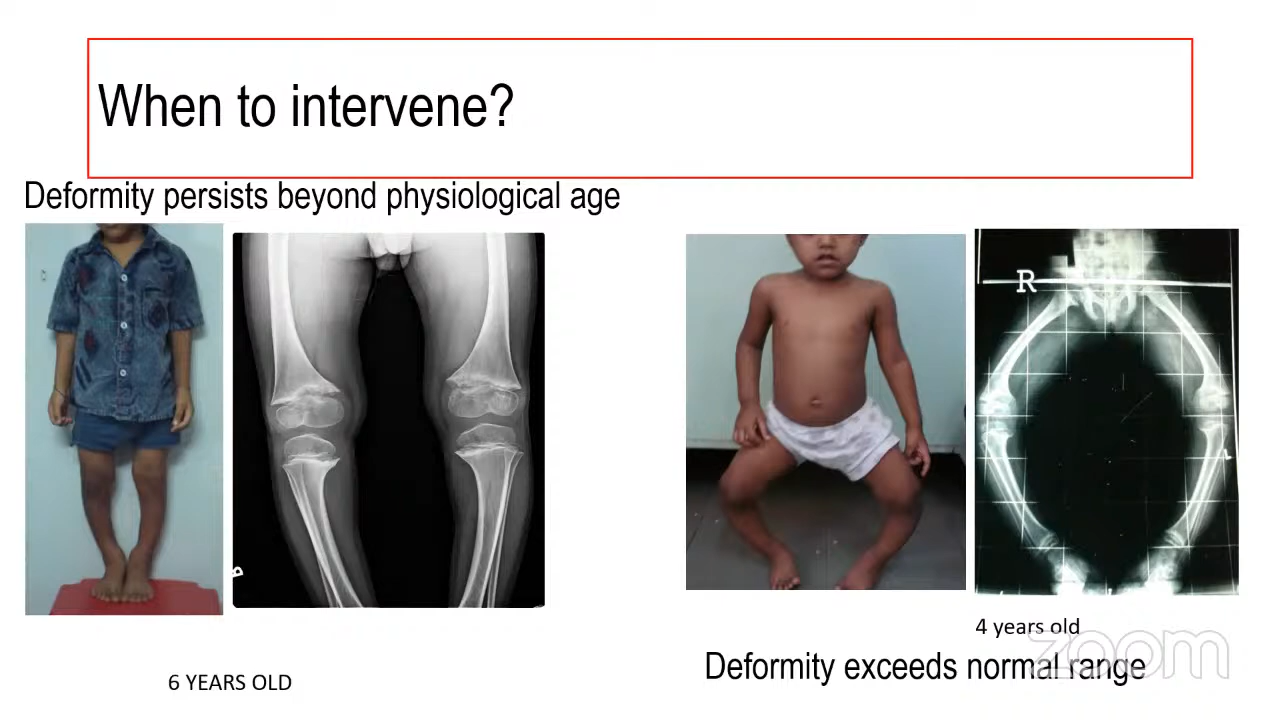 When to intervene?
Deformity persists beyond physiological age
R
4 years old
Deformity exceeds normal range
zoom
6 YEARS OLD